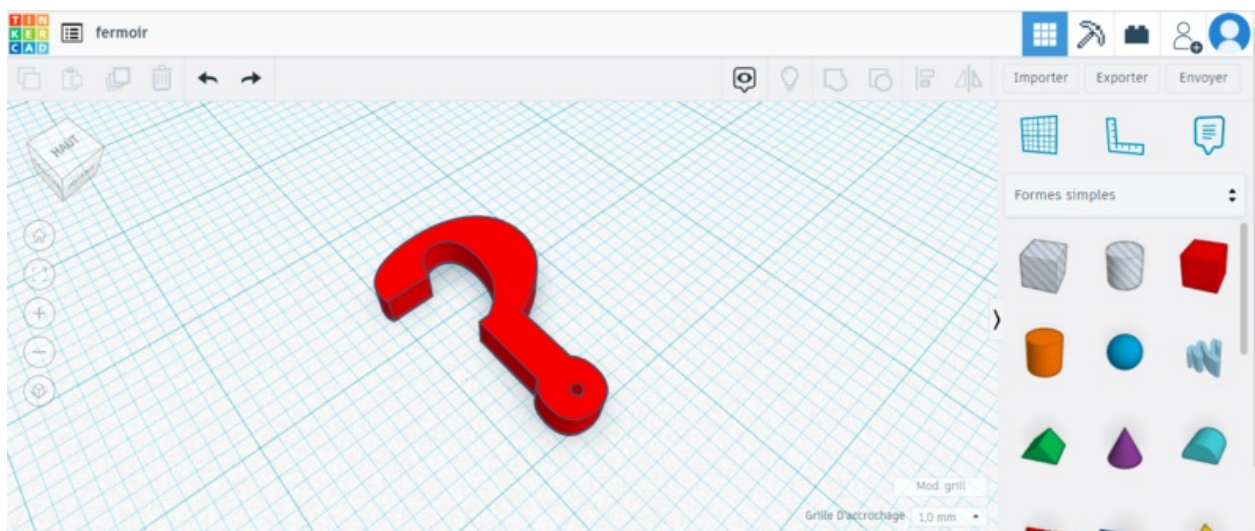 TIN
KER
CAD
fermoir
Importer
Exporter
Envoyer
HAUT
Formes simples
Mod. grill
Grille D'accrochage 1,0 mm